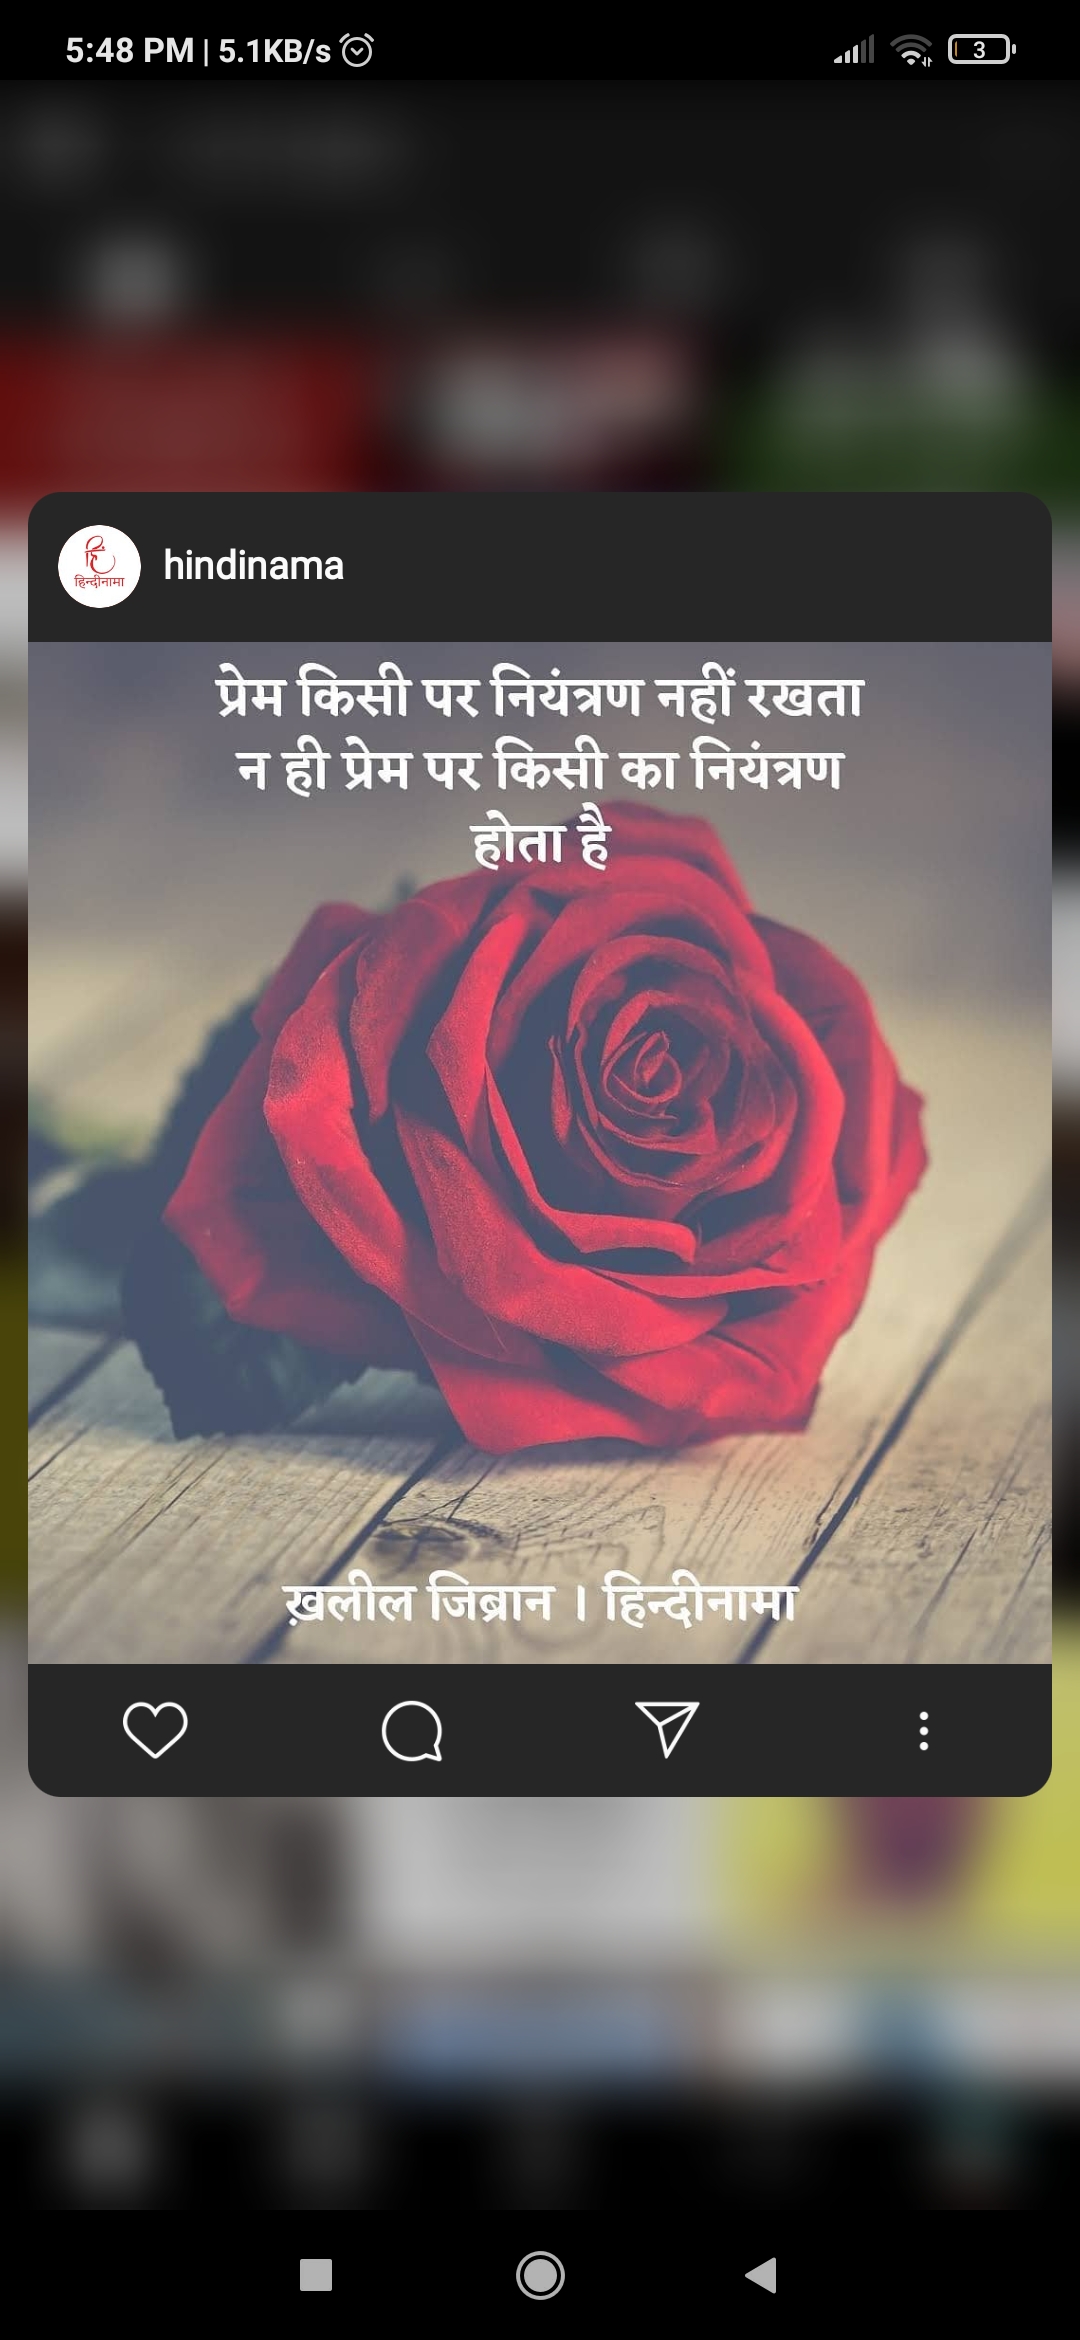 5:48 PM | 5.1KB/s
3
हिन्दीनामा
hindinama
प्रेम किसी पर नियंत्रण नहीं रखता
न ही प्रेम पर किसी का नियंत्रण
होता है
ख़लील जिब्रान । हिन्दीनामा